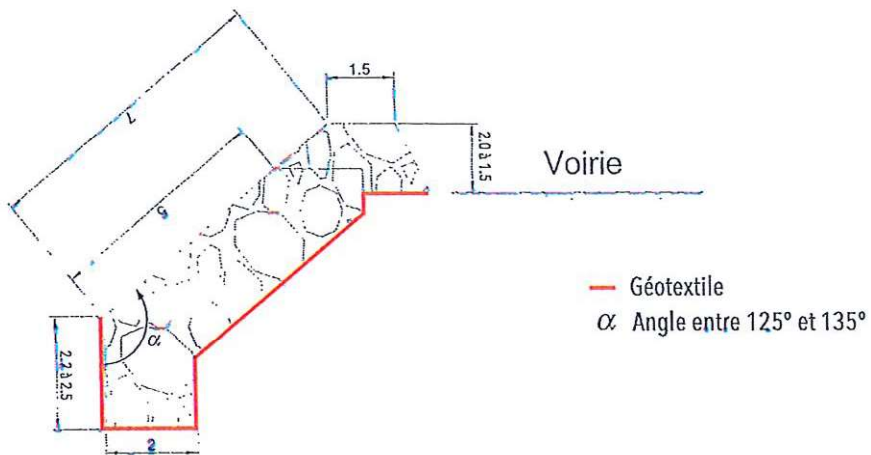 1.5
7
2.0 à 1.5
Voirie
5
Géotextile
α Angle entre 125° et 135°
α
2.2 à 2.5
2